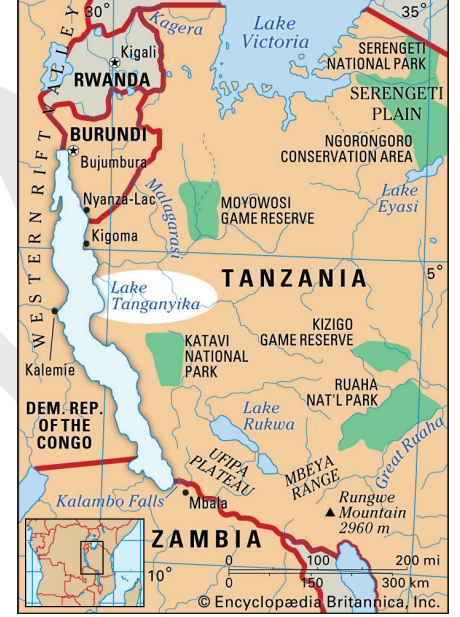 30°
35°
Kagera
Lake
Victoria
Kigali
RWANDA
SERENGETI
NATIONAL PARK
SERENGETI
PLAIN
WESTERN RIFT VALLEY
BURUNDI
Bujumbura
NGORONGORO
CONSERVATION AREA
Nyanza-Lac
Malagarasi
MOYOWOSI
GAME RESERVE
Lake
Eyasi
Kigoma
5°
TANZANIA
Lake
Tanganyika
KIZIGO
GAME RESERVE
KATAVI
NATIONAL
PARK
Kalemie
RUAHA
NAT'L PARK
DEM. REP.
OF THE
CONGO
Lake
Rukwa
Great Ruaha
UFIPA
PLATEAU
MBEYA
RANGE
Kalambo Falls
Mbala
Rungwe
Mountain
2960 m
ZAMBIA
10°
0 200 mi
0 150 300 km
© Encyclopædia Britannica, Inc.